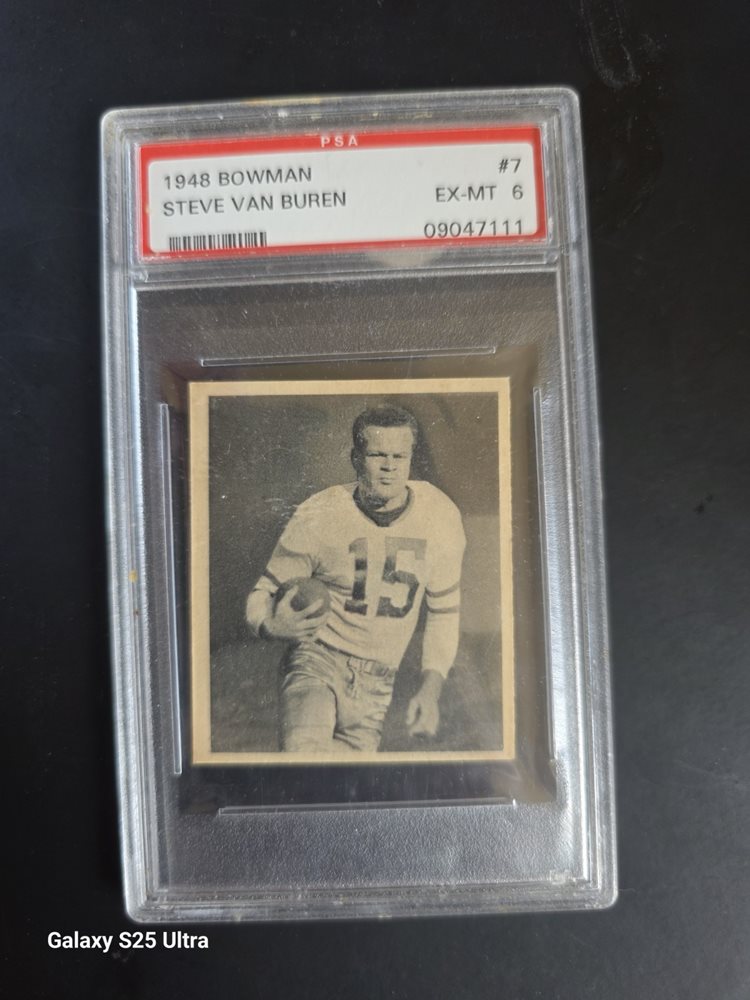 PSA
1948 BOWMAN #7
STEVE VAN BUREN EX-MT 6
09047111
15
Galaxy S25 Ultra